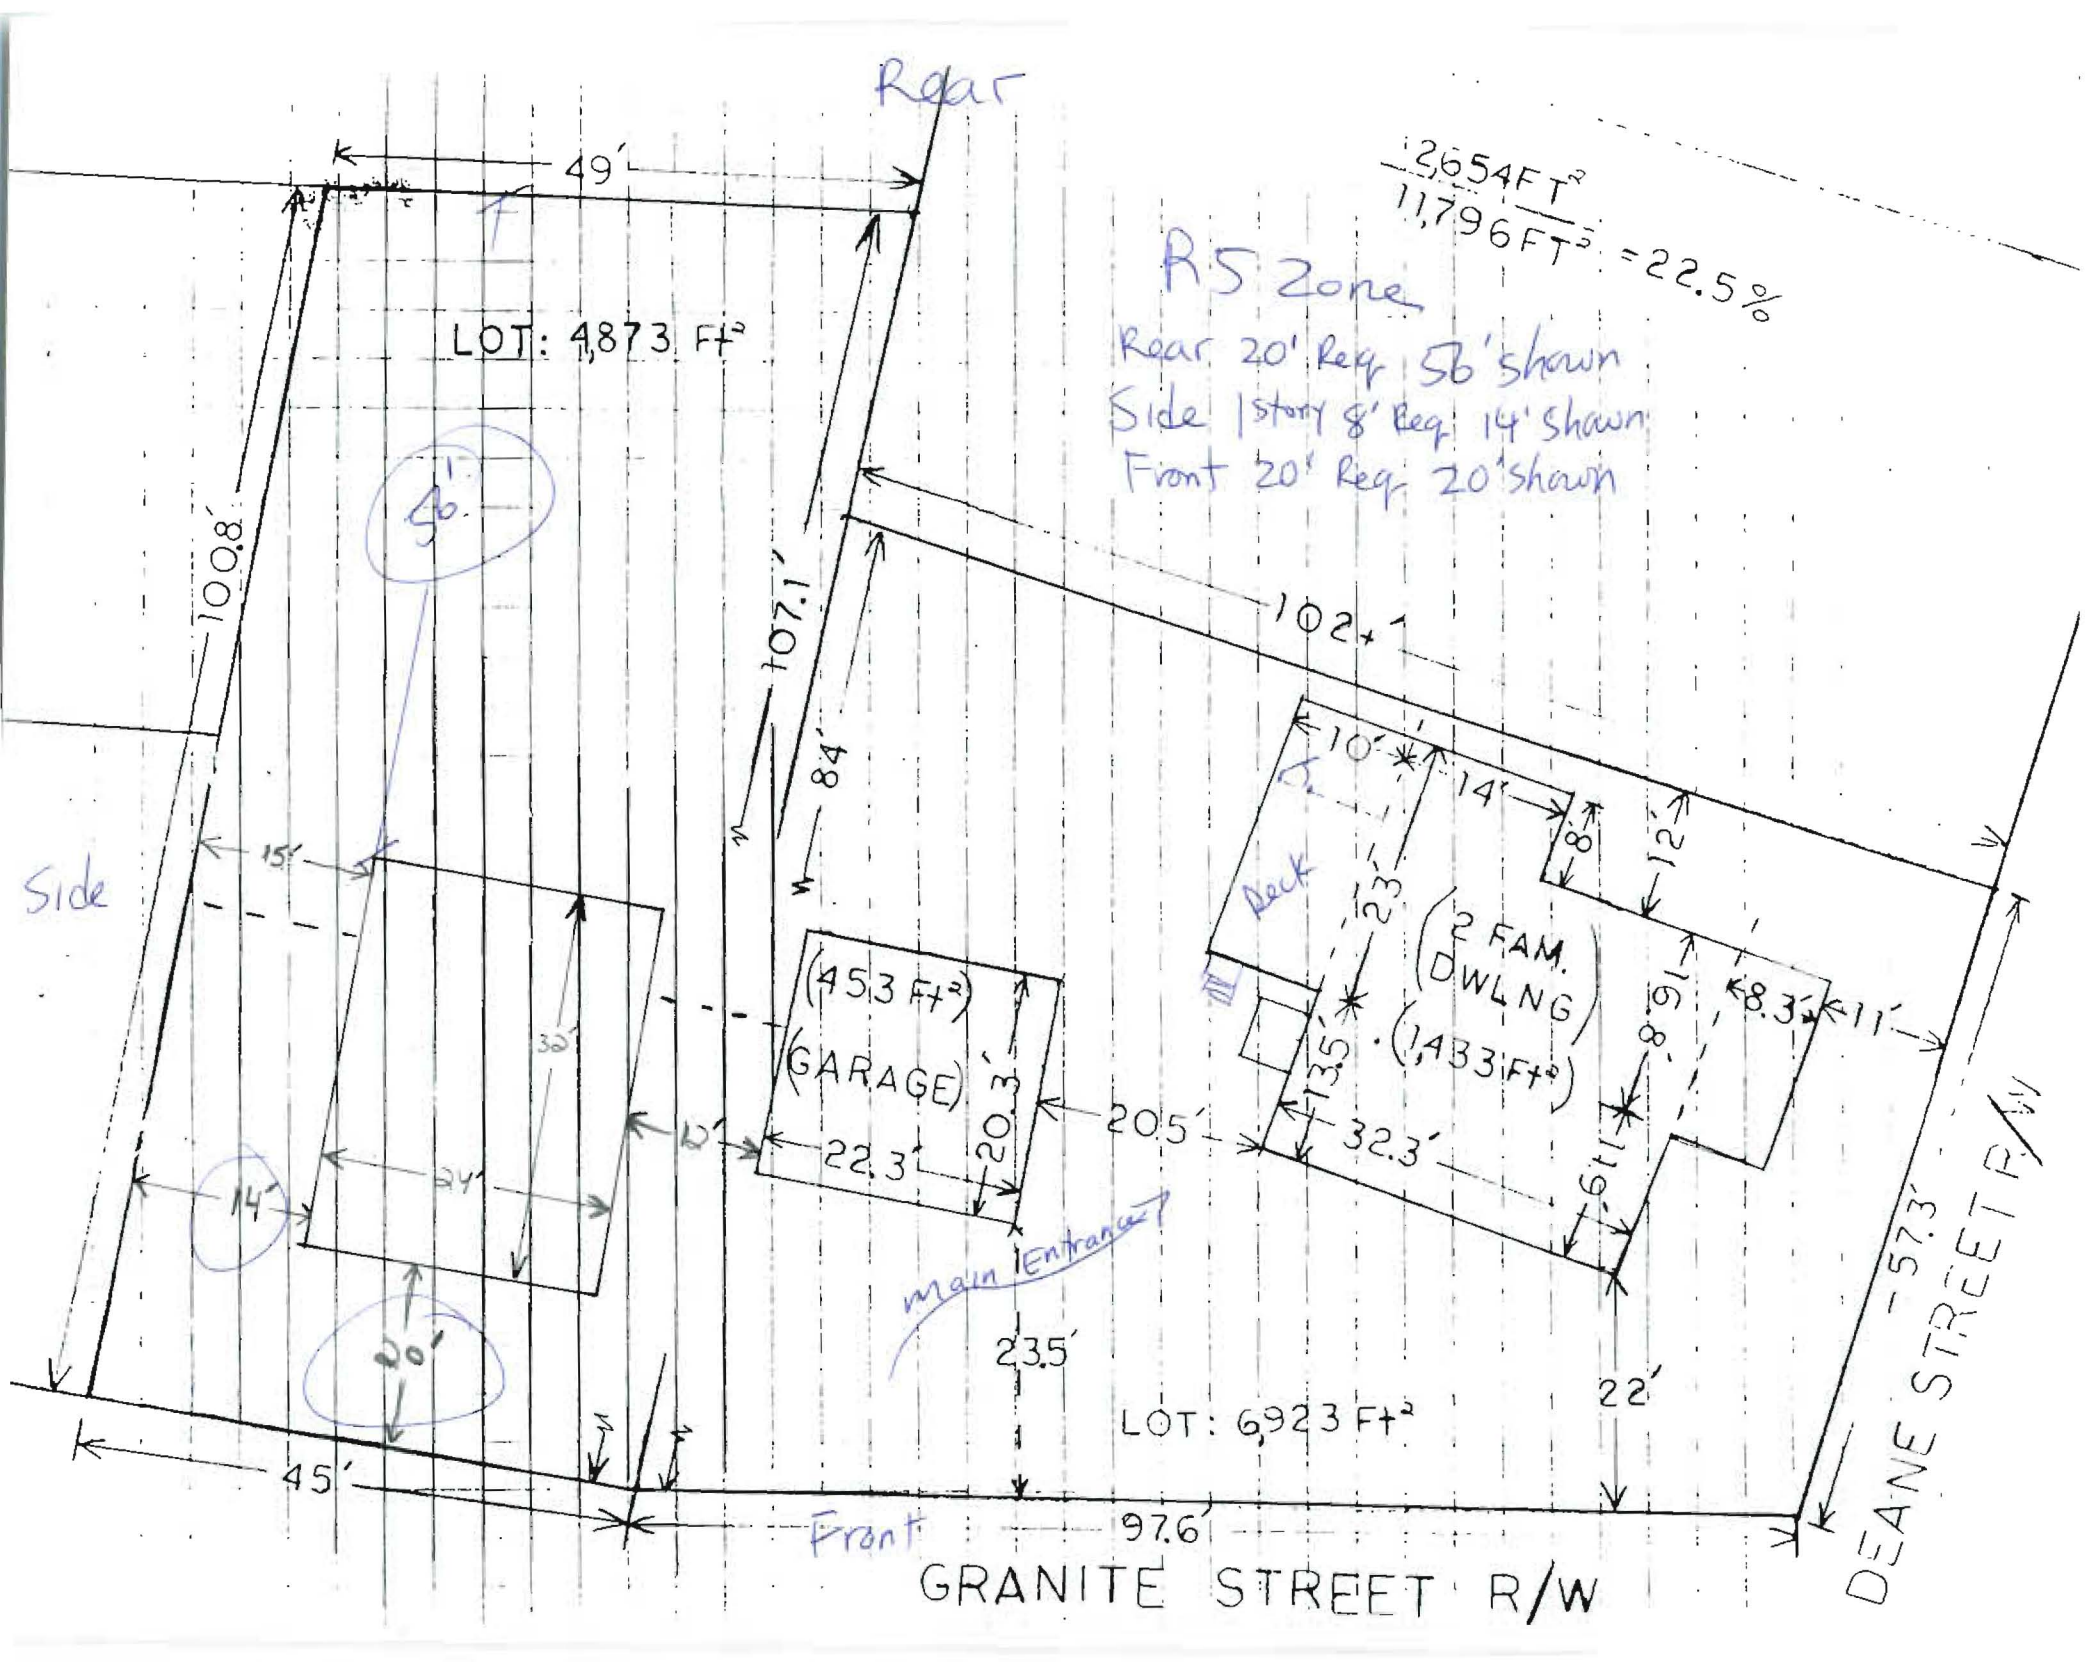 Rear
49'
2,654 FT²
11,796 FT² = 22.5%
R5 Zone
Rear 20' Req 56' shown
Side 1 story 8' Req 14' shown
Front 20' Req 20' shown
LOT: 4,873 Ft²
56'
100.8'
107.1'
84'
102+'
10'
14'
8'
12'
23'
Deck
(2 FAM.
DWLNG)
(1,433 Ft²)
16.8'
8.3'
11'
13.5'
32.3'
11.9'
Side
15'
32'
24'
14'
12'
20'
(453 Ft²)
(GARAGE)
20.3'
22.3'
20.5'
Main Entrance
23.5'
22'
LOT: 6,923 Ft²
57.3'
DEANE STREET R/W
45'
Front
97.6'
GRANITE STREET R/W